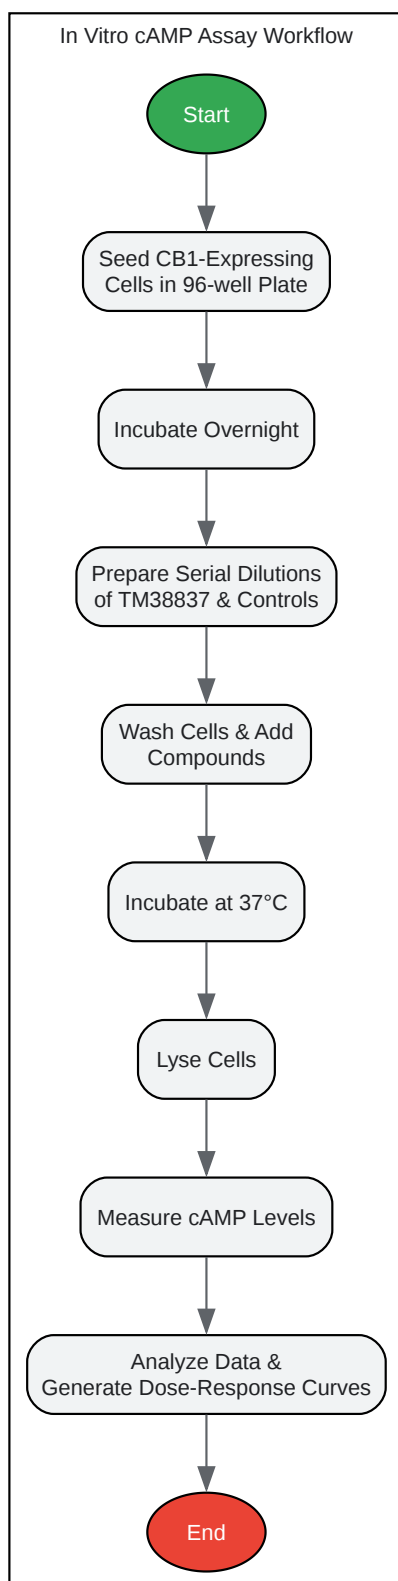 In Vitro cAMP Assay Workflow
Start
Seed CB1-Expressing
Cells in 96-well Plate
Incubate Overnight
Prepare Serial Dilutions
of TM38837 & Controls
Wash Cells & Add
Compounds
Incubate at 37°C
Lyse Cells
Measure cAMP Levels
Analyze Data &
Generate Dose-Response Curves
End